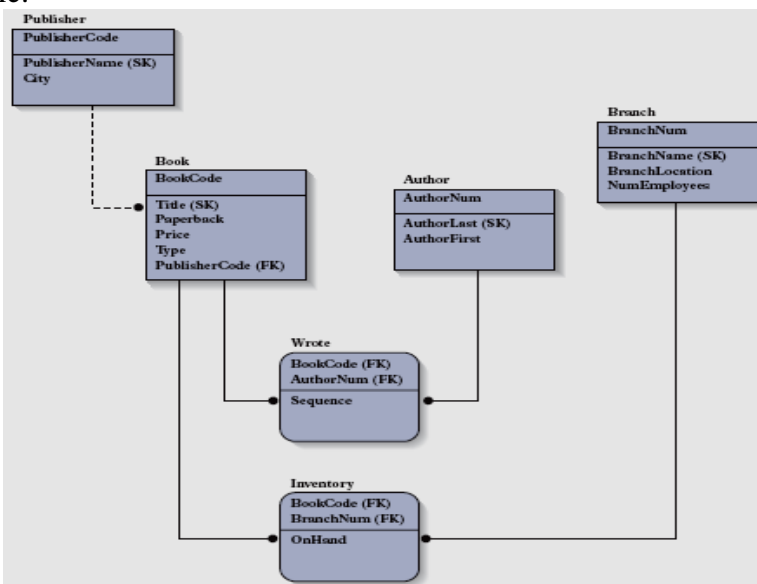 Publisher
PublisherCode
PublisherName (SK)
City
Book
BookCode
Title (SK)
Paperback
Price
Type
PublisherCode (FK)
Author
AuthorNum
AuthorLast (SK)
AuthorFirst
Branch
BranchNum
BranchName (SK)
BranchLocation
NumEmployees
Wrote
BookCode (FK)
AuthorNum (FK)
Sequence
Inventory
BookCode (FK)
BranchNum (FK)
OnHand